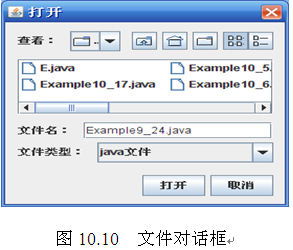 打开
查看：
E.java
Example10_5.
Example10_17.java
Example10_6.
文件名：
Example9_24.java
文件类型：
java文件
打开
取消
图 10.10 文件对话框